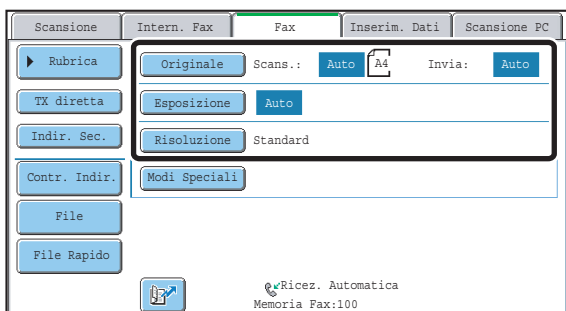 Scansione Intern. Fax Fax Inserim. Dati Scansione PC
Rubrica Originale Scans.: Auto A4 Invia: Auto
TX diretta Esposizione Auto
Indir. Sec. Risoluzione Standard
Contr. Indir. Modi Speciali
File
File Rapido
Ricez. Automatica
Memoria Fax:100